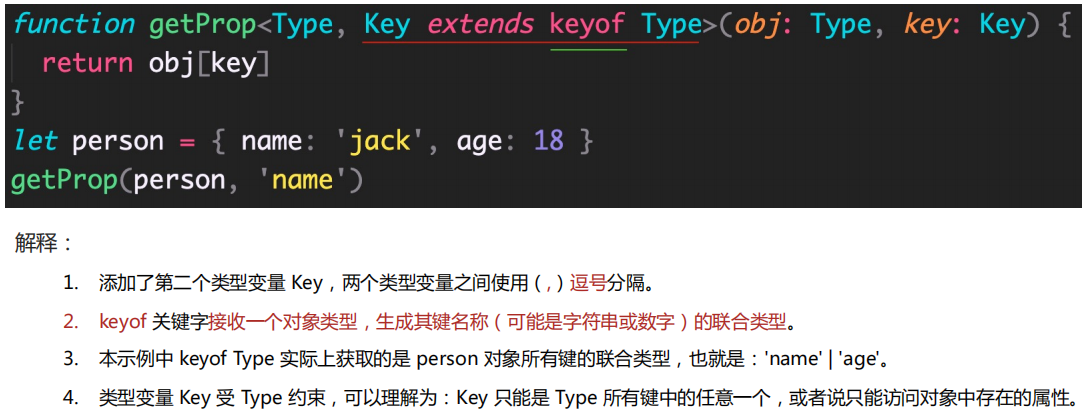 function getProp<Type, Key extends keyof Type>(obj: Type, key: Key) {
  return obj[key]
}
let person = { name: 'jack', age: 18 }
getProp(person, 'name')
解释：
1. 添加了第二个类型变量 Key，两个类型变量之间使用 (，) 逗号分隔。
2. keyof 关键字接收一个对象类型，生成其键名称（可能是字符串或数字）的联合类型。
3. 本示例中 keyof Type 实际上获取的是 person 对象所有键的联合类型，也就是：'name' | 'age'。
4. 类型变量 Key 受 Type 约束，可以理解为：Key 只能是 Type 所有键中的任意一个，或者说只能访问对象中存在的属性。